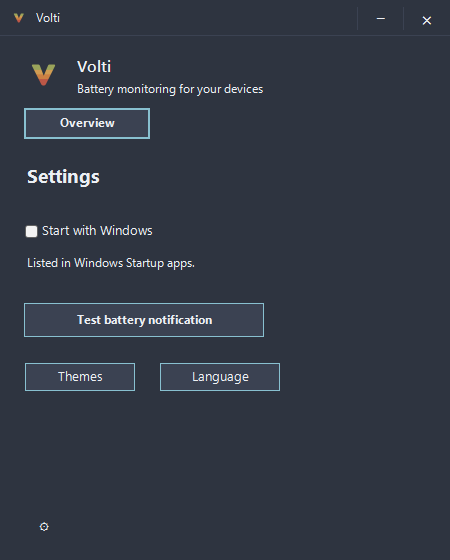 Volti
Volti
Battery monitoring for your devices
Overview
Settings
Start with Windows
Listed in Windows Startup apps.
Test battery notification
Themes
Language